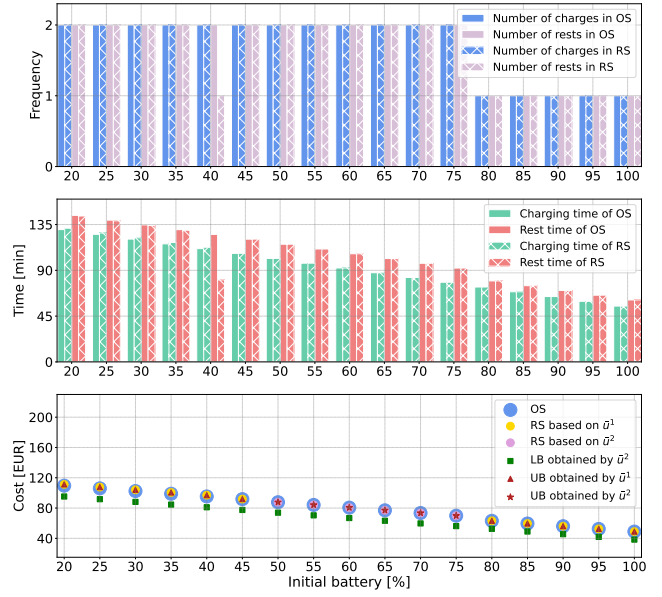 Frequency
2
1
0
Number of charges in OS
Number of rests in OS
Number of charges in RS
Number of rests in RS
20 25 30 35 40 45 50 55 60 65 70 75 80 85 90 95 100
Time [min]
135
90
45
0
Charging time of OS
Rest time of OS
Charging time of RS
Rest time of RS
20 25 30 35 40 45 50 55 60 65 70 75 80 85 90 95 100
Cost [EUR]
200
160
120
80
40
OS
RS based on ū¹
RS based on ū²
LB obtained by ū²
UB obtained by ū¹
UB obtained by ū²
20 25 30 35 40 45 50 55 60 65 70 75 80 85 90 95 100
Initial battery [%]